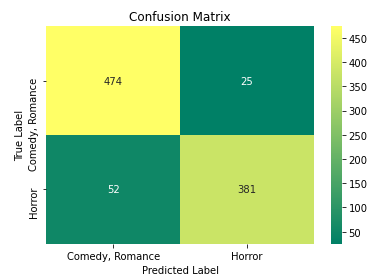 Confusion Matrix
True Label
Comedy, Romance
Horror
474 25
52 381
Comedy, Romance Horror
Predicted Label
450
400
350
300
250
200
150
100
50